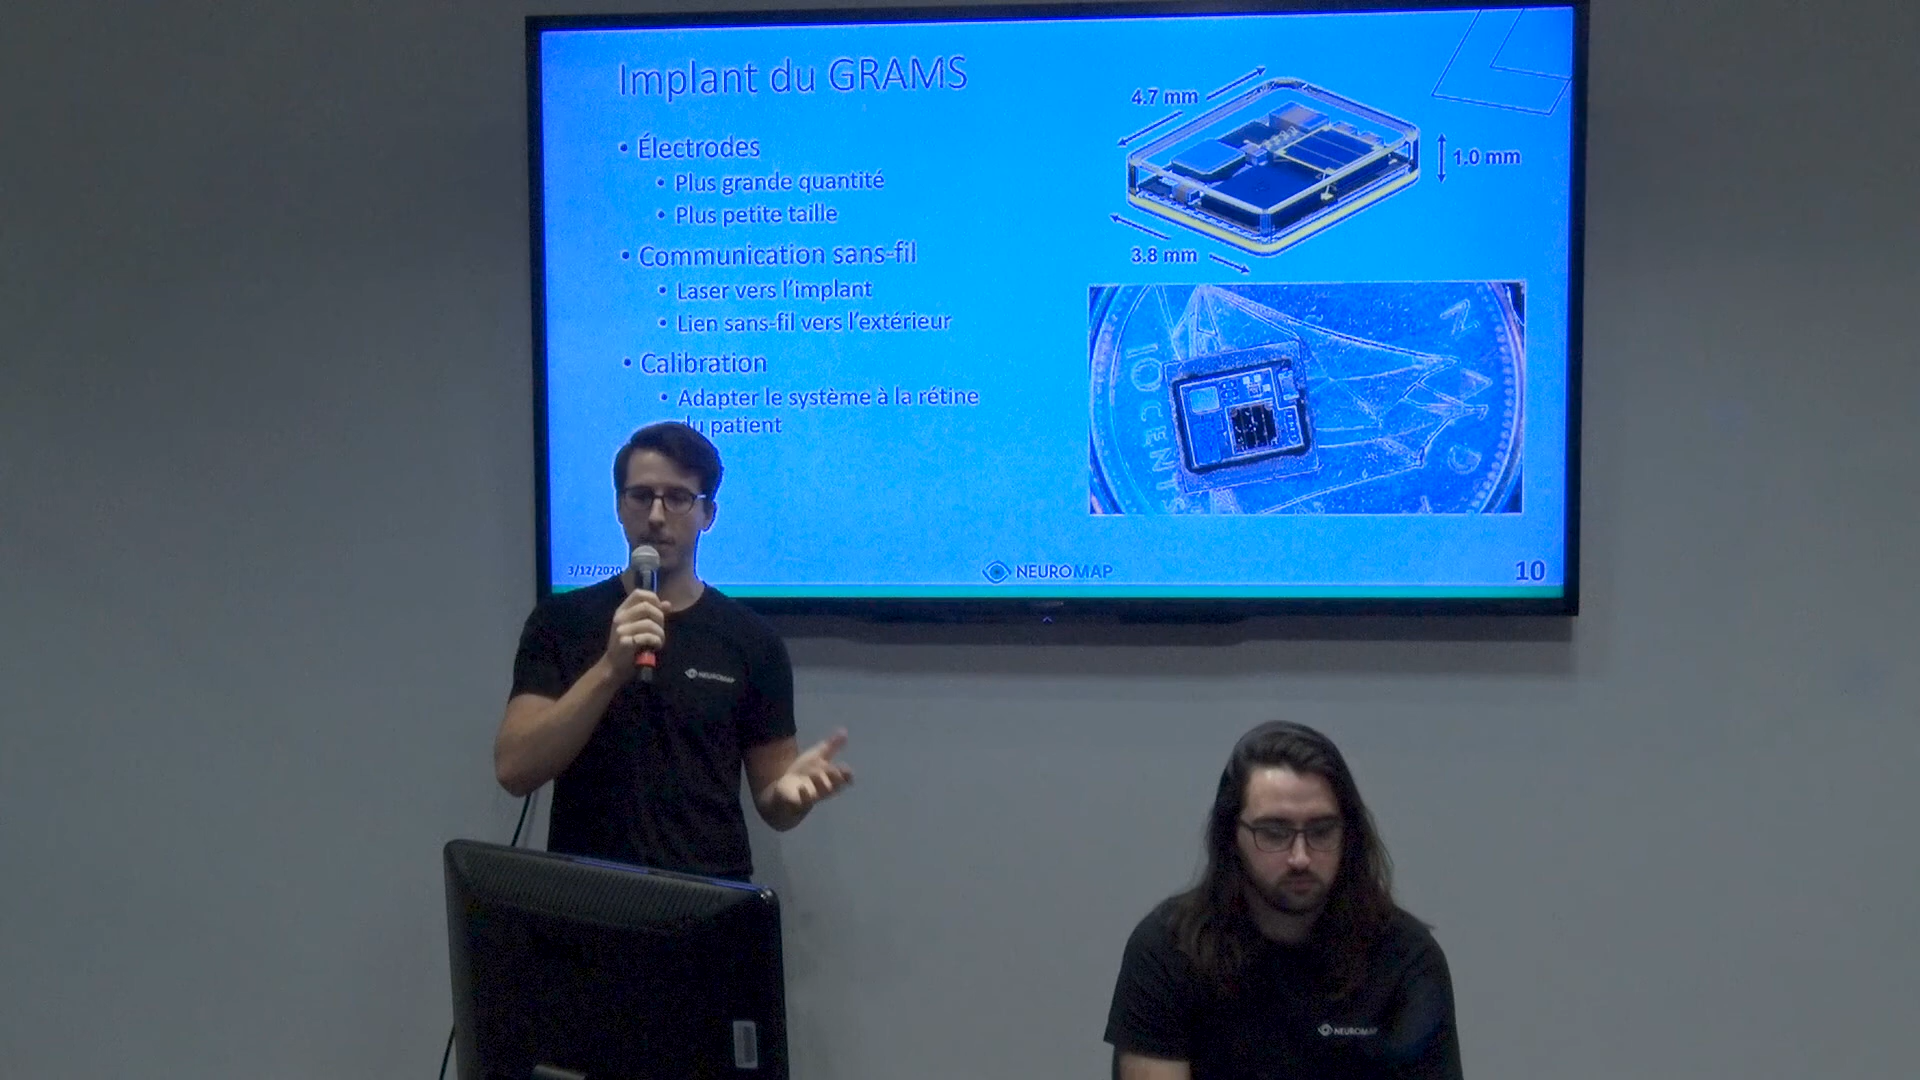 Implant du GRAMS
• Électrodes
• Plus grande quantité
• Plus petite taille
• Communication sans-fil
• Laser vers l'implant
• Lien sans-fil vers l'extérieur
• Calibration
• Adapter le système à la rétine
du patient
4.7 mm
1.0 mm
3.8 mm
10 CENTS
3/12/2020
NEUROMAP
10
NEUROMAP
NEUROMAP